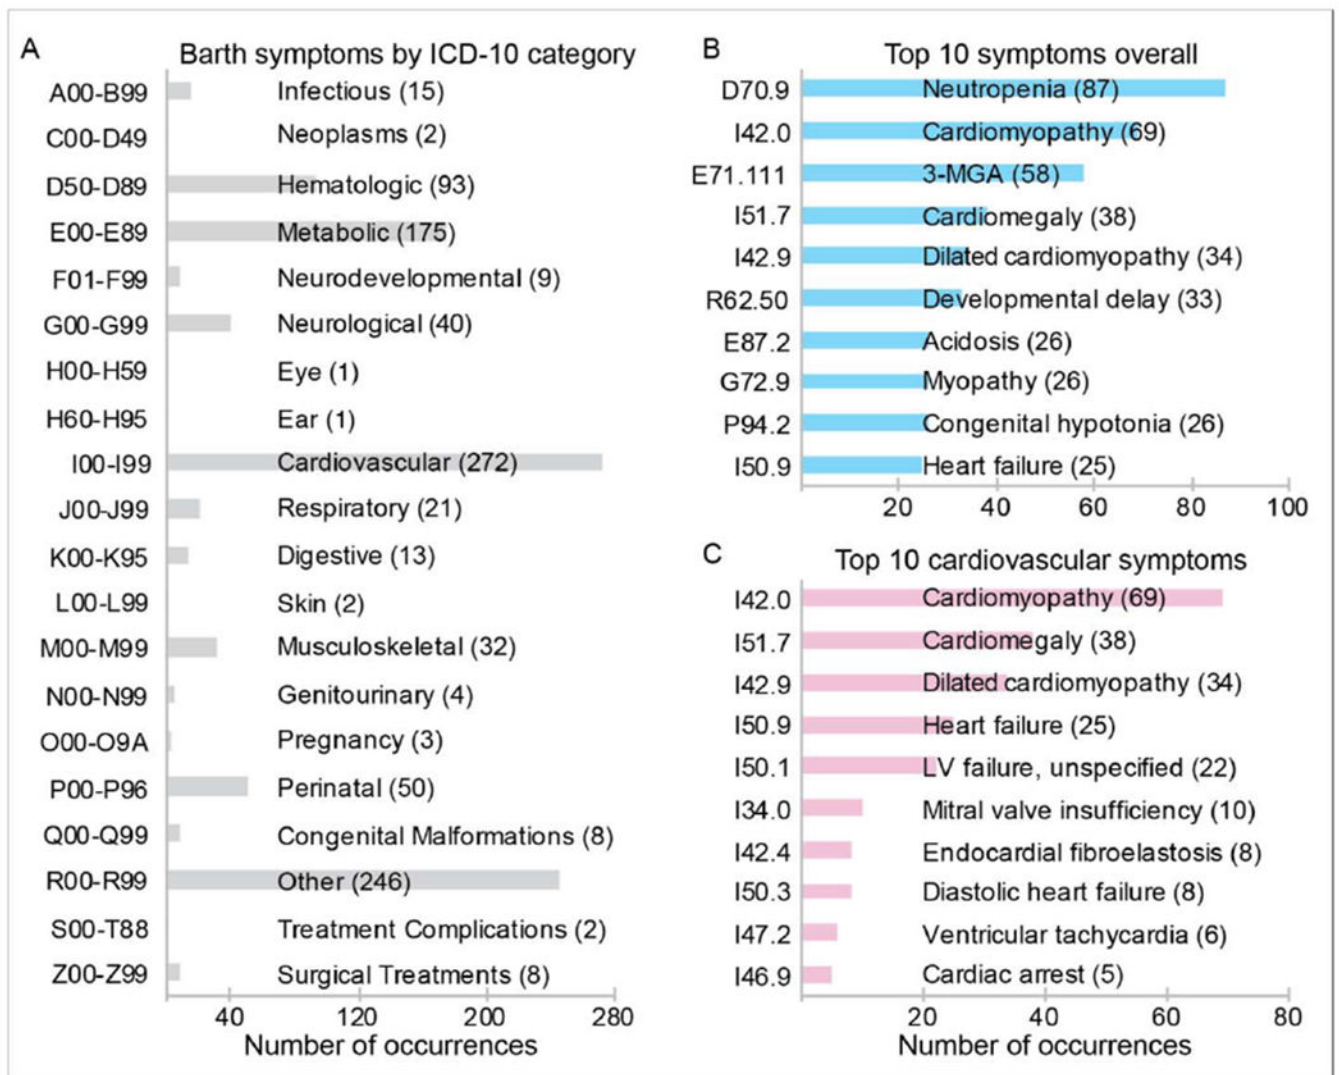 A
Barth symptoms by ICD-10 category
A00-B99 Infectious (15)
C00-D49 Neoplasms (2)
D50-D89 Hematologic (93)
E00-E89 Metabolic (175)
F01-F99 Neurodevelopmental (9)
G00-G99 Neurological (40)
H00-H59 Eye (1)
H60-H95 Ear (1)
I00-I99 Cardiovascular (272)
J00-J99 Respiratory (21)
K00-K95 Digestive (13)
L00-L99 Skin (2)
M00-M99 Musculoskeletal (32)
N00-N99 Genitourinary (4)
O00-O9A Pregnancy (3)
P00-P96 Perinatal (50)
Q00-Q99 Congenital Malformations (8)
R00-R99 Other (246)
S00-T88 Treatment Complications (2)
Z00-Z99 Surgical Treatments (8)
40 120 200 280
Number of occurrences
B
Top 10 symptoms overall
D70.9 Neutropenia (87)
I42.0 Cardiomyopathy (69)
E71.111 3-MGA (58)
I51.7 Cardiomegaly (38)
I42.9 Dilated cardiomyopathy (34)
R62.50 Developmental delay (33)
E87.2 Acidosis (26)
G72.9 Myopathy (26)
P94.2 Congenital hypotonia (26)
I50.9 Heart failure (25)
20 40 60 80 100
C
Top 10 cardiovascular symptoms
I42.0 Cardiomyopathy (69)
I51.7 Cardiomegaly (38)
I42.9 Dilated cardiomyopathy (34)
I50.9 Heart failure (25)
I50.1 LV failure, unspecified (22)
I34.0 Mitral valve insufficiency (10)
I42.4 Endocardial fibroelastosis (8)
I50.3 Diastolic heart failure (8)
I47.2 Ventricular tachycardia (6)
I46.9 Cardiac arrest (5)
20 40 60 80
Number of occurrences